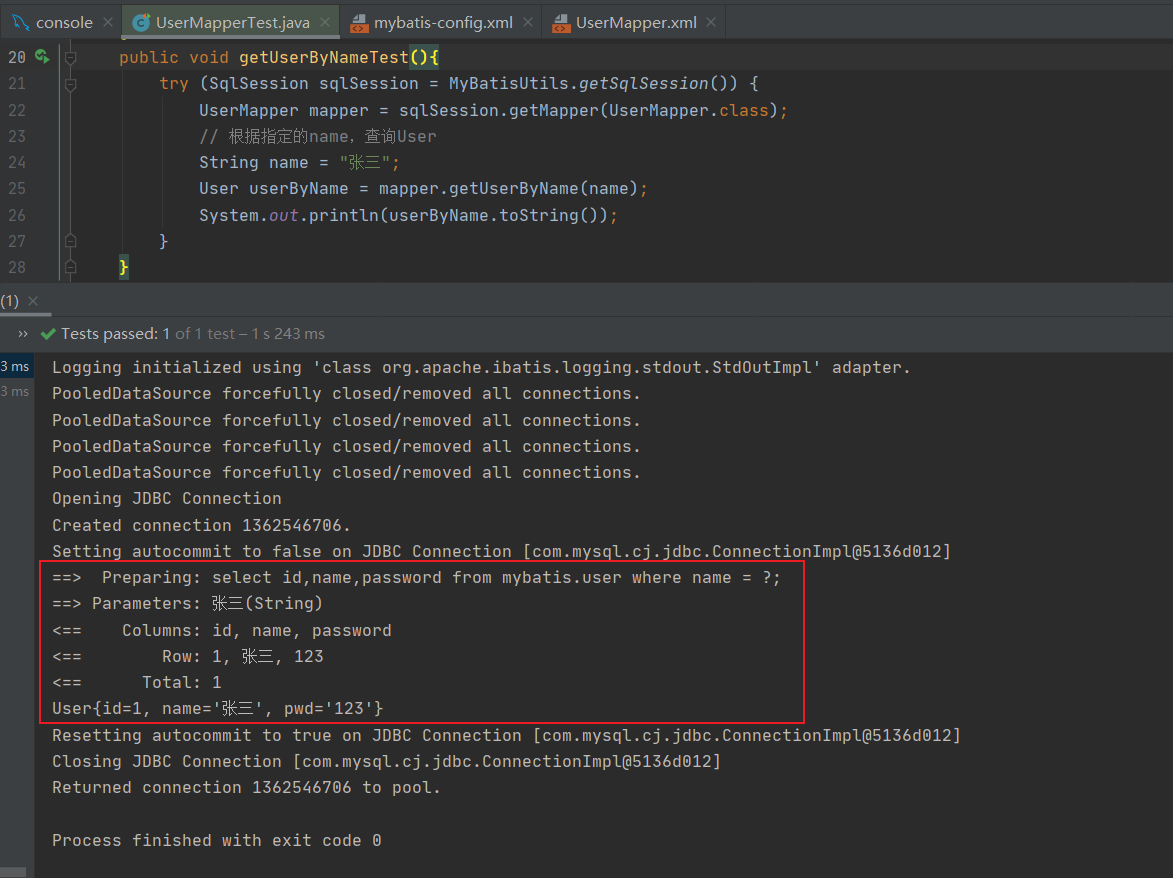 console
UserMapperTest.java
mybatis-config.xml
UserMapper.xml
20 public void getUserByNameTest(){
21 try (SqlSession sqlSession = MyBatisUtils.getSqlSession()) {
22 UserMapper mapper = sqlSession.getMapper(UserMapper.class);
23 // 根据指定的name，查询User
24 String name = "张三";
25 User userByName = mapper.getUserByName(name);
26 System.out.println(userByName.toString());
27 }
28 }
(1)
Tests passed: 1 of 1 test – 1 s 243 ms
3 ms
3 ms
Logging initialized using 'class org.apache.ibatis.logging.stdout.StdOutImpl' adapter.
PooledDataSource forcefully closed/removed all connections.
PooledDataSource forcefully closed/removed all connections.
PooledDataSource forcefully closed/removed all connections.
PooledDataSource forcefully closed/removed all connections.
Opening JDBC Connection
Created connection 1362546706.
Setting autocommit to false on JDBC Connection [com.mysql.cj.jdbc.ConnectionImpl@5136d012]
==>  Preparing: select id,name,password from mybatis.user where name = ?;
==> Parameters: 张三(String)
<==    Columns: id, name, password
<==        Row: 1, 张三, 123
<==      Total: 1
User{id=1, name='张三', pwd='123'}
Resetting autocommit to true on JDBC Connection [com.mysql.cj.jdbc.ConnectionImpl@5136d012]
Closing JDBC Connection [com.mysql.cj.jdbc.ConnectionImpl@5136d012]
Returned connection 1362546706 to pool.
Process finished with exit code 0